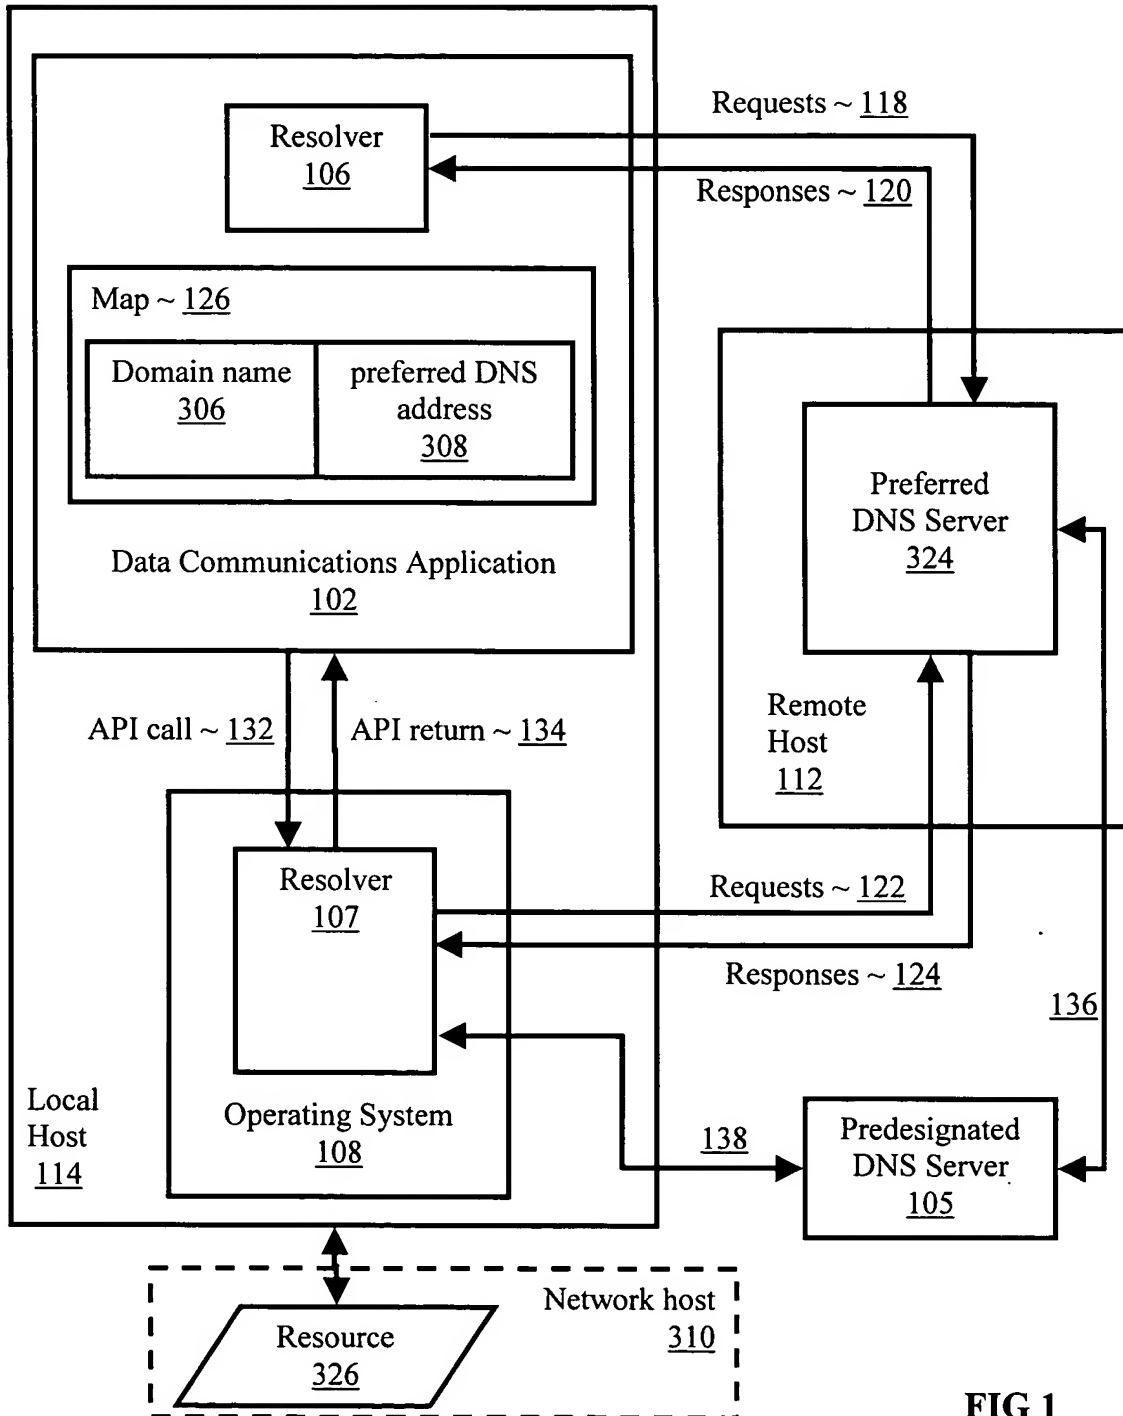 Requests ~ 118
Resolver
106
Responses ~ 120
Map ~ 126
Domain name
306
preferred DNS
address
308
Preferred
DNS Server
324
Data Communications Application
102
Remote
Host
112
API call ~ 132
API return ~ 134
Resolver
107
Requests ~ 122
Responses ~ 124
136
Local
Host
114
Operating System
108
138
Predesignated
DNS Server
105
Network host
310
Resource
326
FIG 1